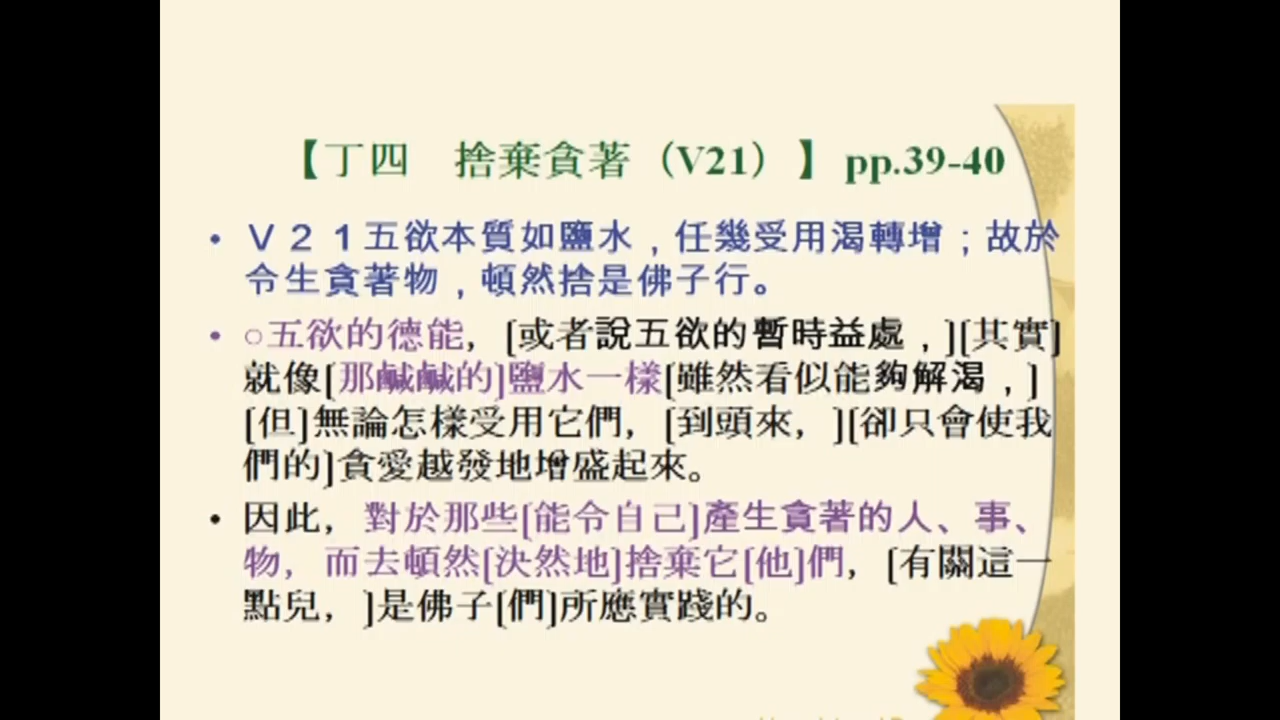 【丁四　捨棄貪著（V21）】pp.39-40
• Ｖ２１五欲本質如鹽水，任幾受用渴轉增；故於
令生貪著物，頓然捨是佛子行。
• ○五欲的德能，[或者說五欲的暫時益處，][其實]
就像[那鹹鹹的]鹽水一樣[雖然看似能夠解渴，]
[但]無論怎樣受用它們，[到頭來，][卻只會使我
們的]貪愛越發地增盛起來。
• 因此，對於那些[能令自己]產生貪著的人、事、
物，而去頓然[決然地]捨棄它[他]們，[有關這一
點兒，]是佛子[們]所應實踐的。